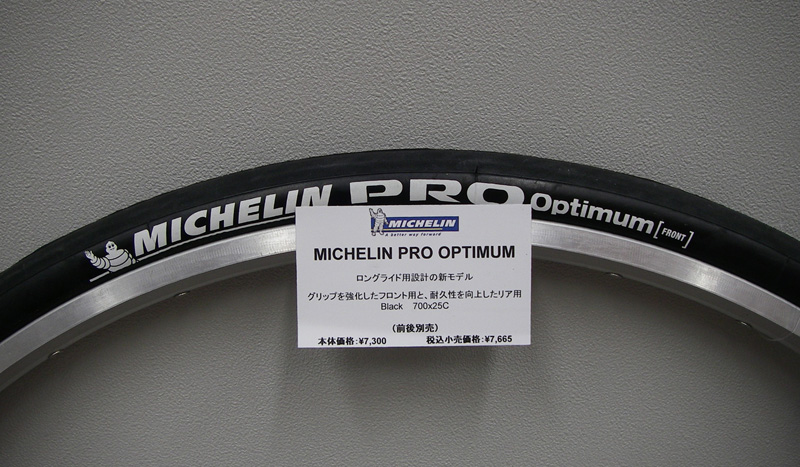 MICHELIN PRO Optimum [FRONT]
MICHELIN
A better way forward
MICHELIN PRO OPTIMUM
ロングライド用設計の新モデル
グリップを強化したフロント用と、耐久性を向上したリア用
Black 700x25C
(前後別売)
本体価格:¥7,300 税込小売価格:¥7,665